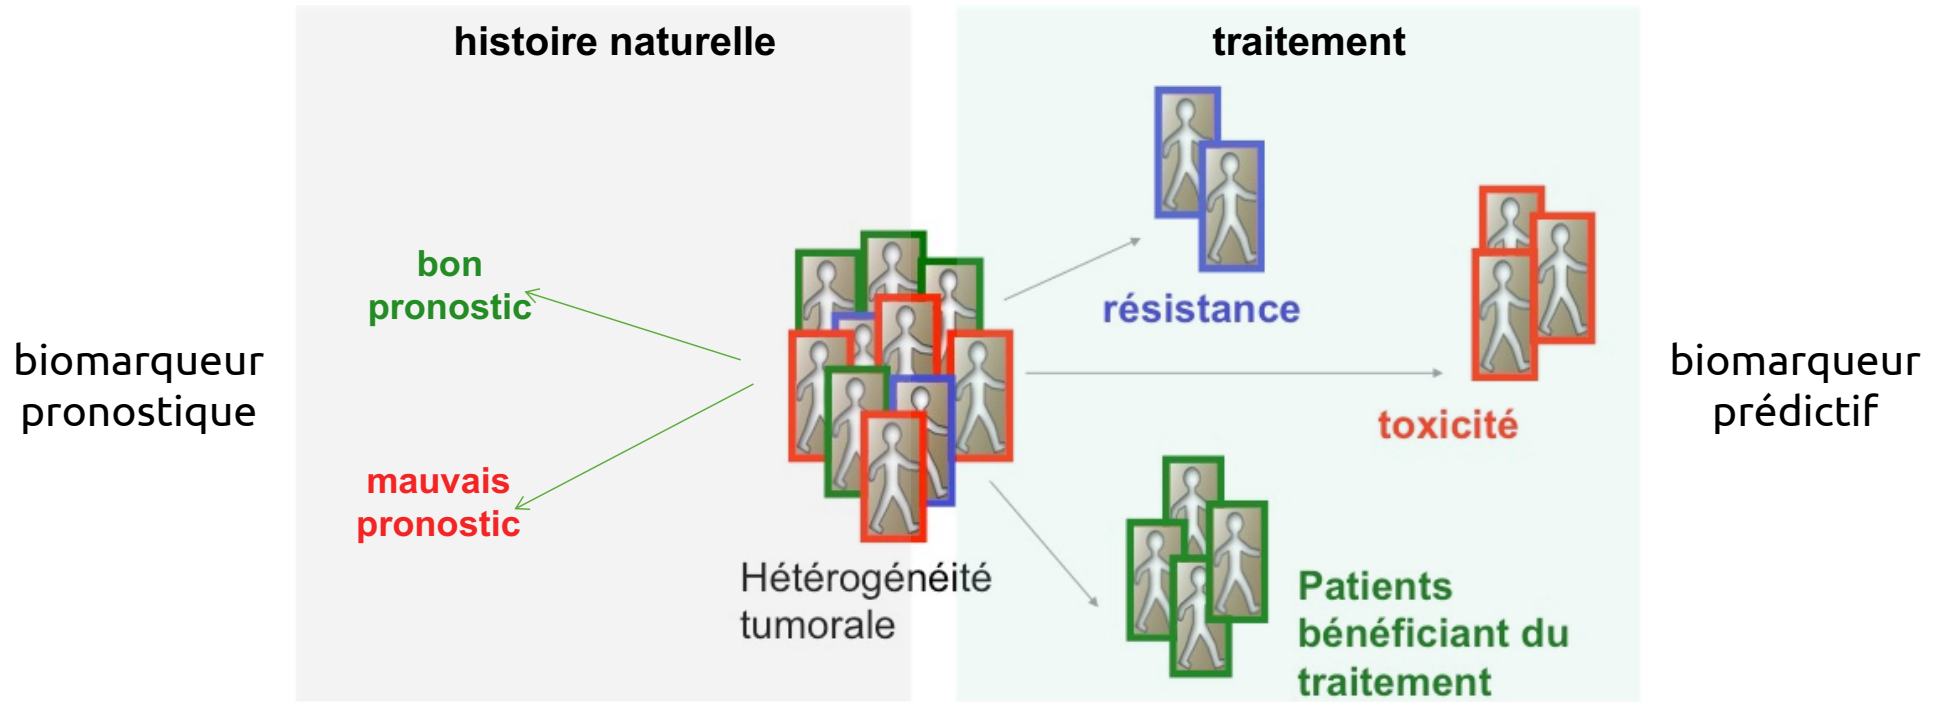 histoire naturelle
traitement
bon
pronostic
mauvais
pronostic
biomarqueur
pronostique
Hétérogénéité
tumorale
résistance
toxicité
Patients
bénéficiant du
traitement
biomarqueur
prédictif